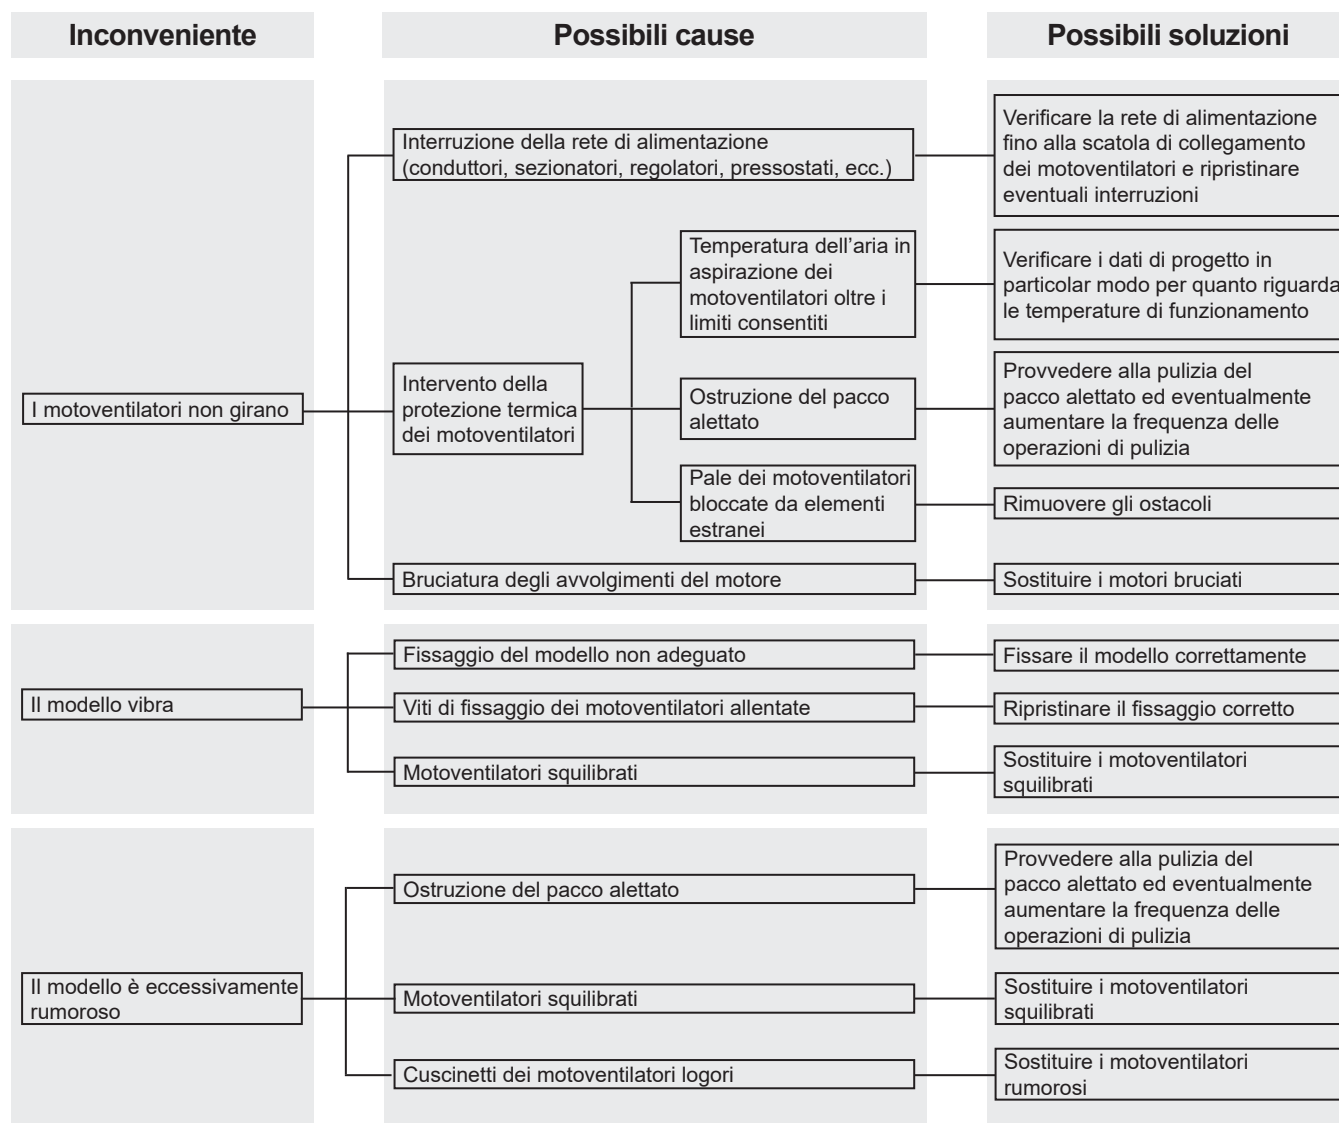 Inconveniente
Possibili cause
Possibili soluzioni
I motoventilatori non girano
Interruzione della rete di alimentazione
(conduttori, sezionatori, regolatori, pressostati, ecc.)
Verificare la rete di alimentazione
fino alla scatola di collegamento
dei motoventilatori e ripristinare
eventuali interruzioni
Intervento della
protezione termica
dei motoventilatori
Temperatura dell’aria in
aspirazione dei
motoventilatori oltre i
limiti consentiti
Verificare i dati di progetto in
particolar modo per quanto riguarda
le temperature di funzionamento
Ostruzione del pacco
alettato
Provvedere alla pulizia del
pacco alettato ed eventualmente
aumentare la frequenza delle
operazioni di pulizia
Pale dei motoventilatori
bloccate da elementi
estranei
Rimuovere gli ostacoli
Bruciatura degli avvolgimenti del motore
Sostituire i motori bruciati
Il modello vibra
Fissaggio del modello non adeguato
Fissare il modello correttamente
Viti di fissaggio dei motoventilatori allentate
Ripristinare il fissaggio corretto
Motoventilatori squilibrati
Sostituire i motoventilatori
squilibrati
Il modello è eccessivamente
rumoroso
Ostruzione del pacco alettato
Provvedere alla pulizia del
pacco alettato ed eventualmente
aumentare la frequenza delle
operazioni di pulizia
Motoventilatori squilibrati
Sostituire i motoventilatori
squilibrati
Cuscinetti dei motoventilatori logori
Sostituire i motoventilatori
rumorosi